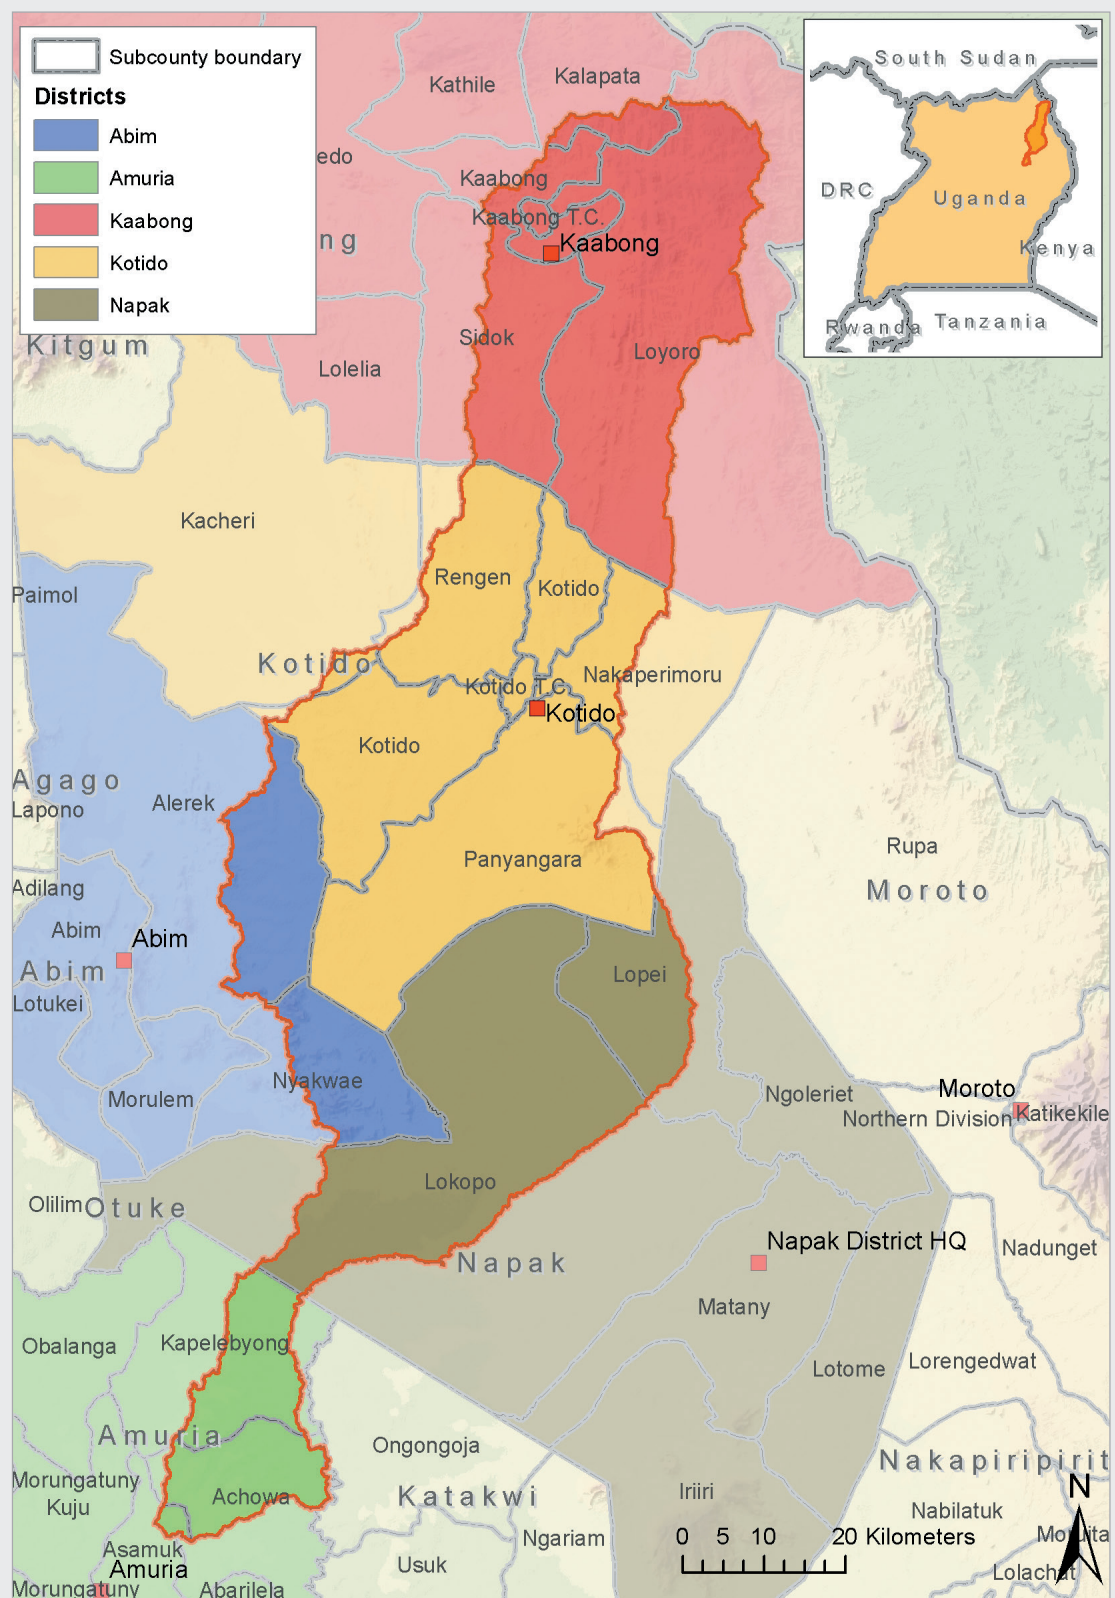 Subcounty boundary
Districts
Abim
Amuria
Kaabong
Kotido
Napak
South Sudan
DRC
Uganda
Kenya
Rwanda
Tanzania
Kathile
Kalapata
edo
Kaabong
Kaabong T.C.
Kaabong
ng
Sidok
Loyoro
Kitgum
Lolelia
Kacheri
Rengen
Kotido
Paimol
Kotido
Nakaperimoru
Kotido T.C.
Kotido
Kotido
Agago
Lapono
Alerek
Panyangara
Rupa
Moroto
Adilang
Abim
Abim
Abim
Lotukei
Lopei
Nyakwae
Morulem
Ngoleriet
Moroto
Northern Division
Katikekile
Lokopo
Olilim
Otuke
Napak
Napak District HQ
Nadunget
Matany
Obalanga
Kapelebyong
Lotome
Lorengedwat
Amuria
Ongongoja
Nakapiripirit
Morungatuny
Kuju
Achowa
Katakwi
Iriiri
Nabilatuk
N
0 5 10 20 Kilometers
Ngariam
Asamuk
Amuria
Usuk
Lolachat
Morungatuny
Abarilela